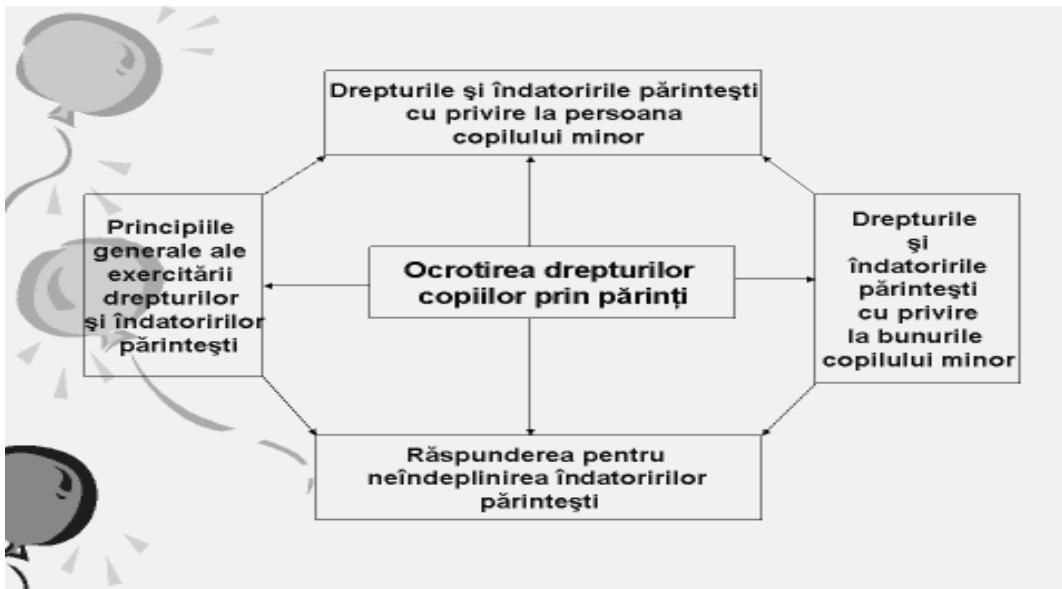 Drepturile şi îndatoririle părinteşti
cu privire la persoana
copilului minor
Principiile
generale ale
exercitării
drepturilor
şi îndatoririlor
părinteşti
Ocrotirea drepturilor
copiilor prin părinți
Drepturile
şi
îndatoririle
părinteşti
cu privire
la bunurile
copilului minor
Răspunderea pentru
neîndeplinirea îndatoririlor
părinteşti